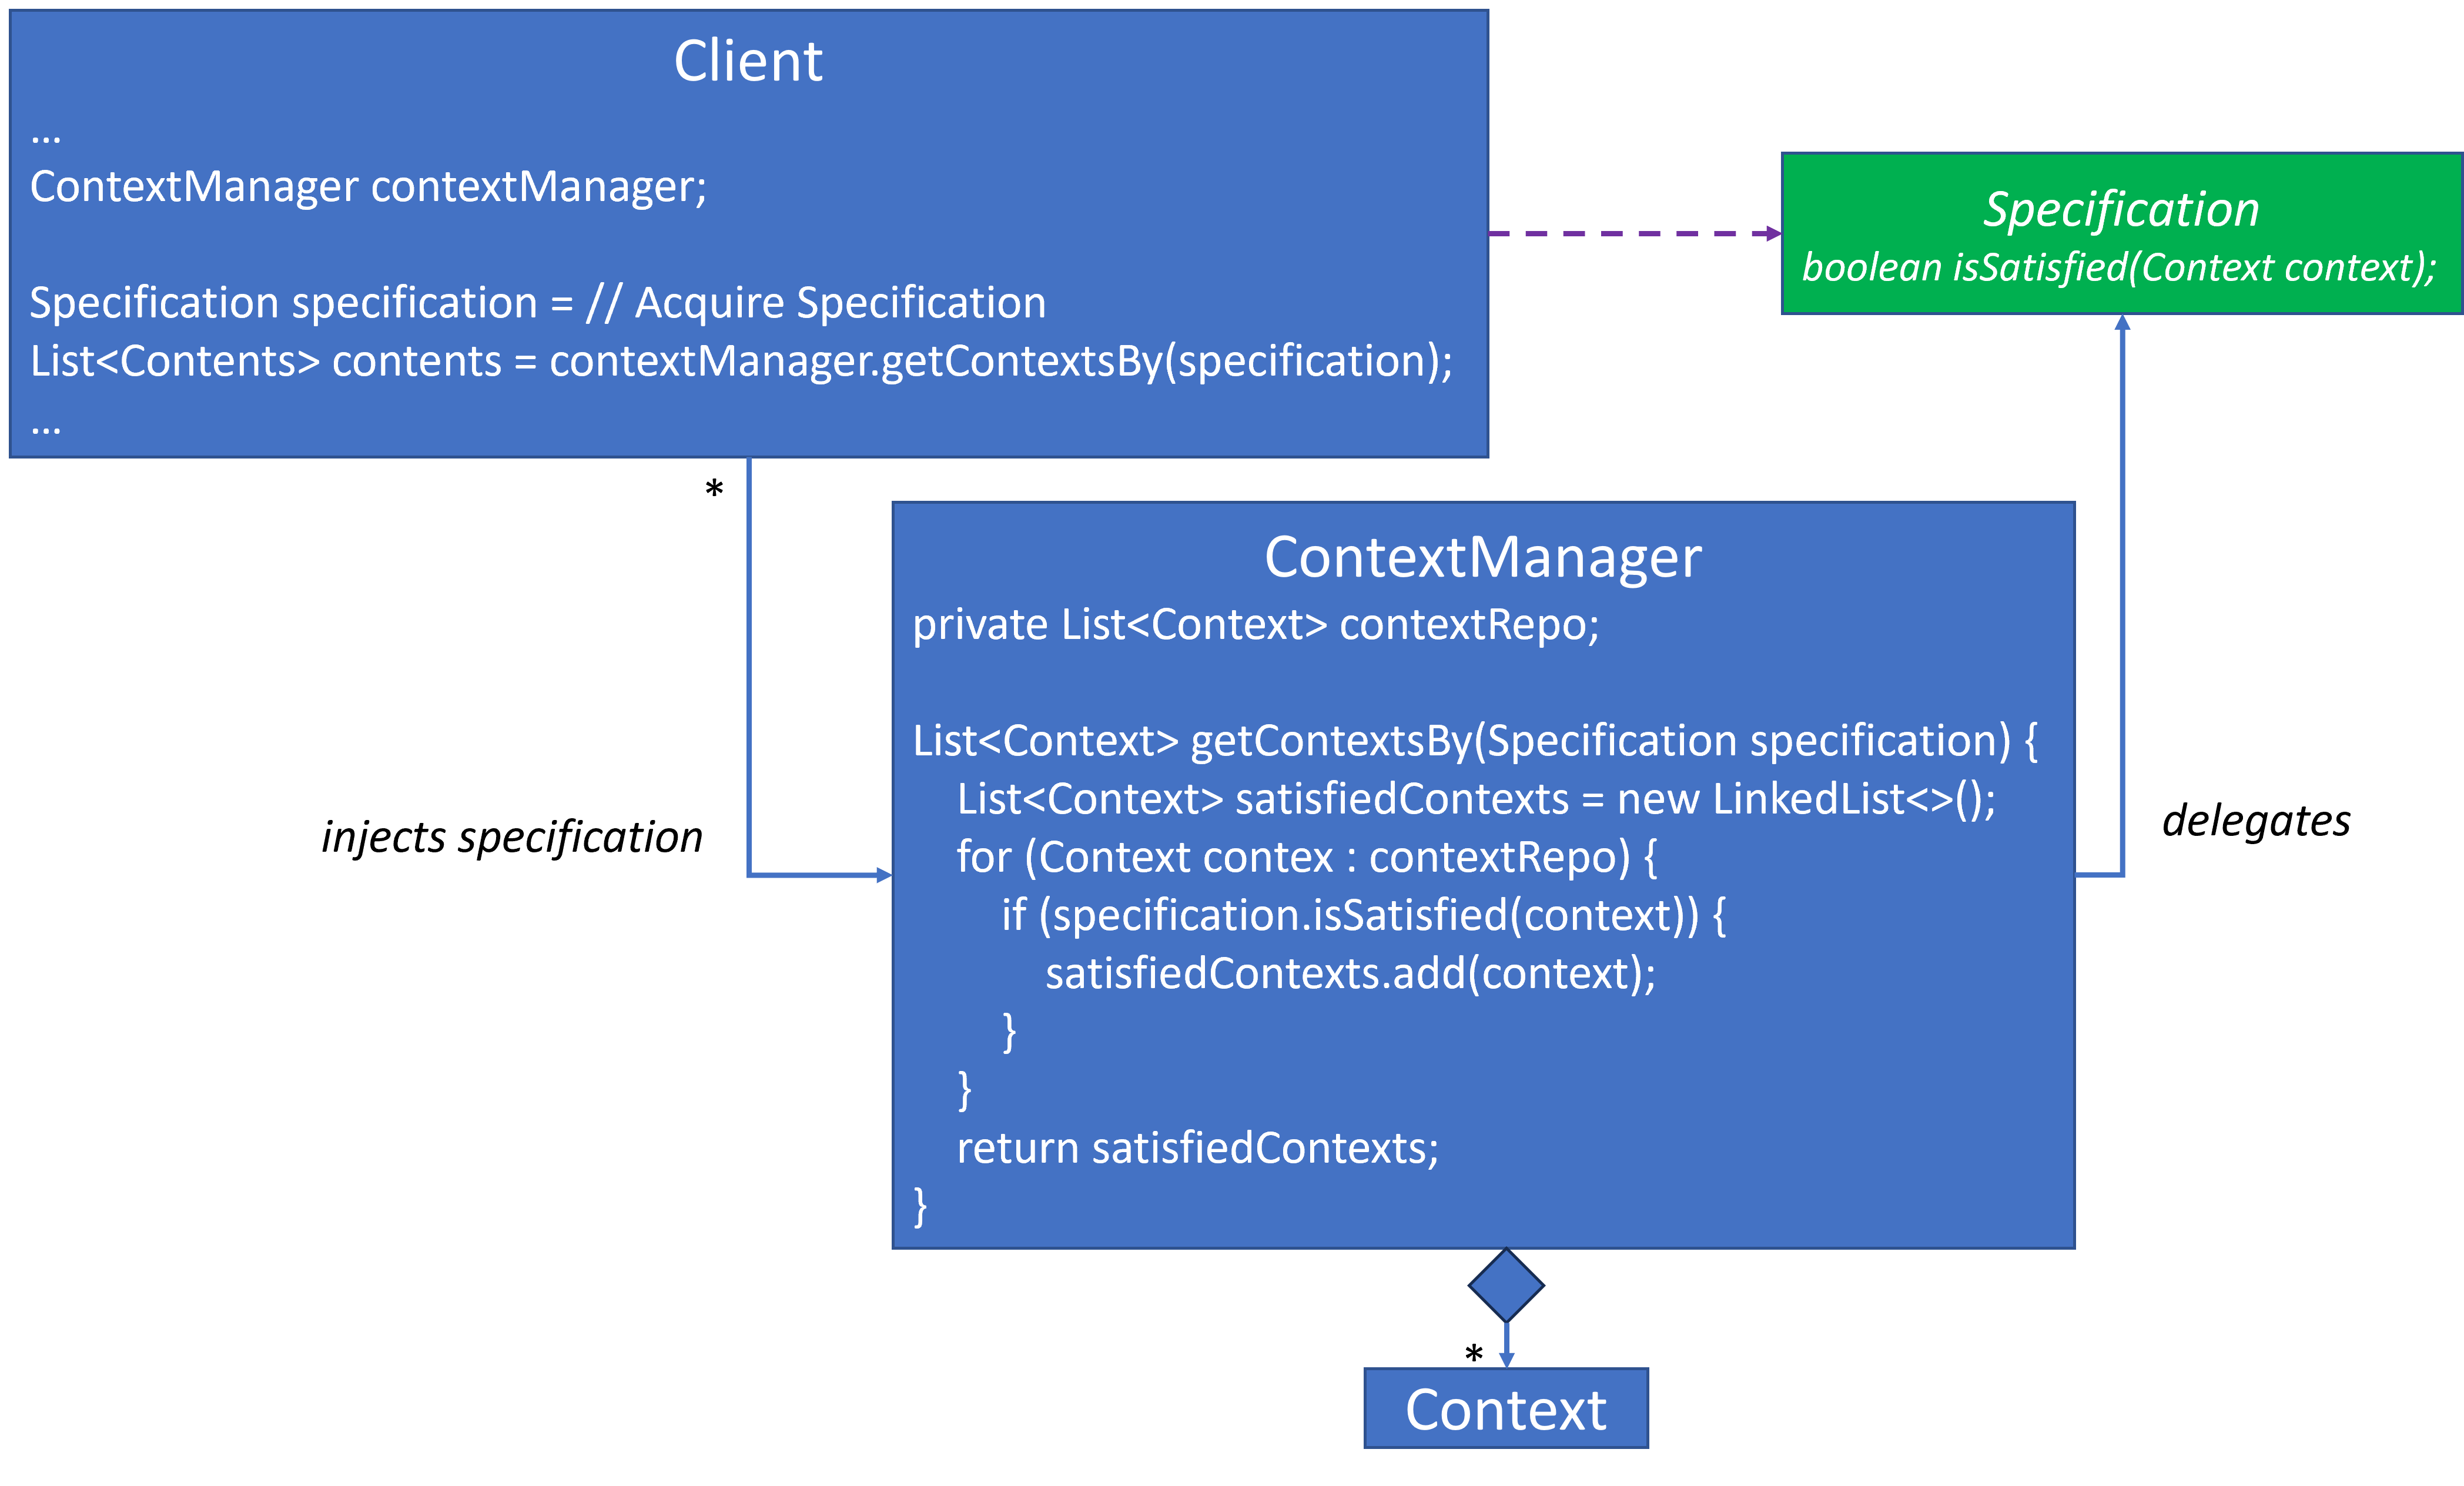 Client
...
ContextManager contextManager;
Specification specification = // Acquire Specification
List<Contents> contents = contextManager.getContextsBy(specification);
...
Specification
boolean isSatisfied(Context context);
*
injects specification
ContextManager
private List<Context> contextRepo;
List<Context> getContextsBy(Specification specification) {
List<Context> satisfiedContexts = new LinkedList<>();
for (Context contex : contextRepo) {
if (specification.isSatisfied(context)) {
satisfiedContexts.add(context);
}
}
return satisfiedContexts;
}
delegates
*
Context